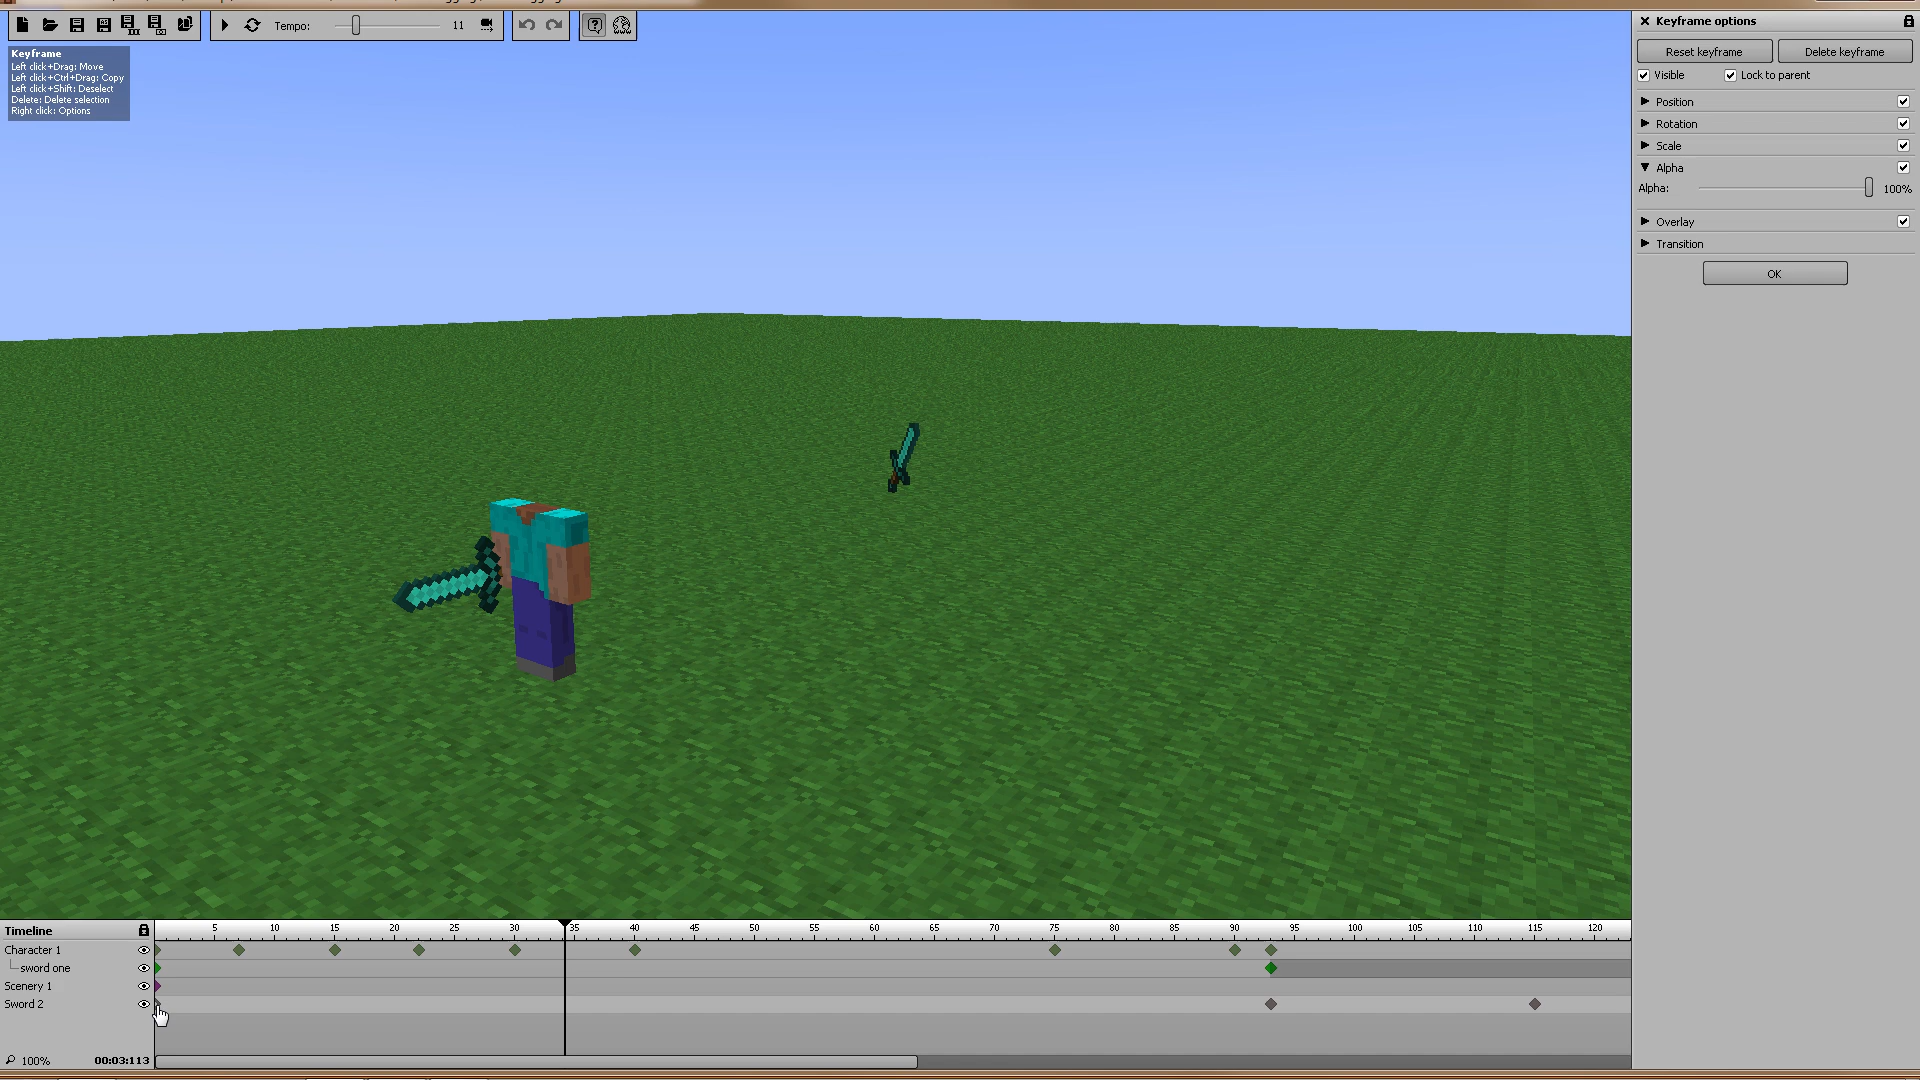 Tempo:
11
Keyframe
Left click+Drag: Move
Left click+Ctrl+Drag: Copy
Left click+Shift: Deselect
Delete: Delete selection
Right click: Options
Keyframe options
Reset keyframe
Delete keyframe
Visible
Lock to parent
Position
Rotation
Scale
Alpha
Alpha:
100%
Overlay
Transition
OK
Timeline
5 10 15 20 25 30 35 40 45 50 55 60 65 70 75 80 85 90 95 100 105 110 115 120
Character 1
sword one
Scenery 1
Sword 2
100%
00:03:113